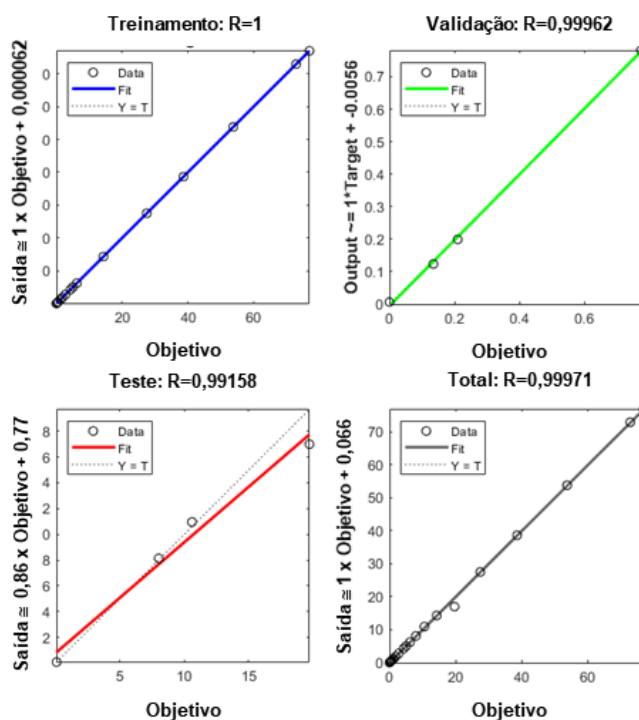 Treinamento: R=1
Saída ≅ 1 x Objetivo + 0,000062
Data
Fit
Y = T
0
0
0
0
0
0
20
40
60
Objetivo
Validação: R=0,99962
Output ~= 1*Target + -0.0056
Data
Fit
Y = T
0.7
0.6
0.5
0.4
0.3
0.2
0.1
0
0
0.2
0.4
0.6
Objetivo
Teste: R=0,99158
Saída ≅ 0,86 x Objetivo + 0,77
Data
Fit
Y = T
8
6
4
2
0
8
6
4
2
5
10
15
Objetivo
Total: R=0,99971
Saída ≅ 1 x Objetivo + 0,066
Data
Fit
Y = T
70
60
50
40
30
20
10
0
0
20
40
60
Objetivo